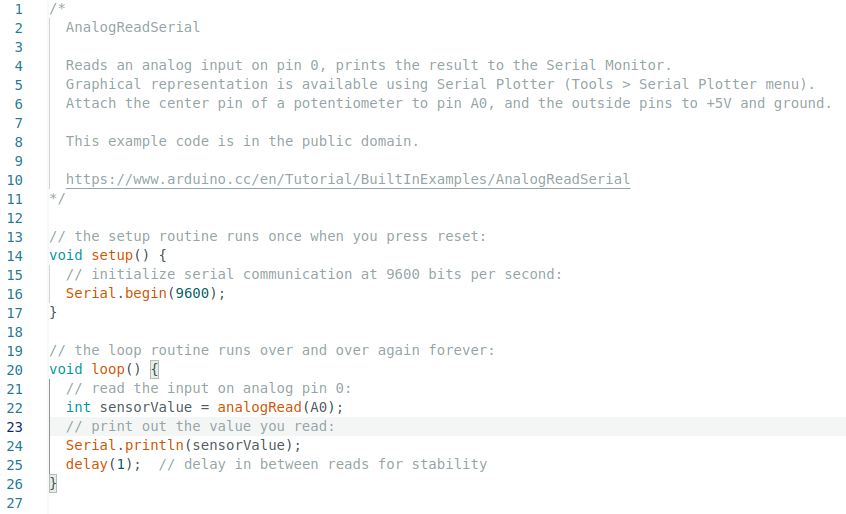 1 /*
2   AnalogReadSerial
3
4   Reads an analog input on pin 0, prints the result to the Serial Monitor.
5   Graphical representation is available using Serial Plotter (Tools > Serial Plotter menu).
6   Attach the center pin of a potentiometer to pin A0, and the outside pins to +5V and ground.
7
8   This example code is in the public domain.
9
10   https://www.arduino.cc/en/Tutorial/BuiltInExamples/AnalogReadSerial
11 */
12
13 // the setup routine runs once when you press reset:
14 void setup() {
15   // initialize serial communication at 9600 bits per second:
16   Serial.begin(9600);
17 }
18
19 // the loop routine runs over and over again forever:
20 void loop() {
21   // read the input on analog pin 0:
22   int sensorValue = analogRead(A0);
23   // print out the value you read:
24   Serial.println(sensorValue);
25   delay(1);  // delay in between reads for stability
26 }
27